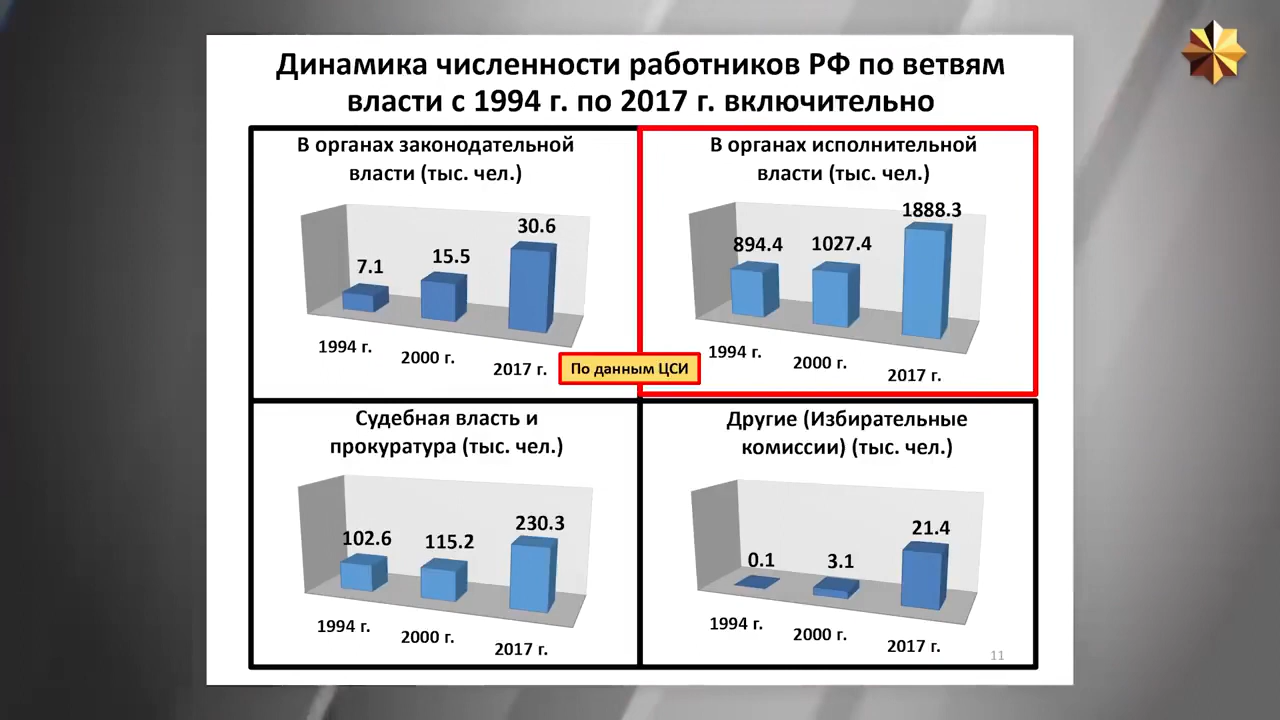 Динамика численности работников РФ по ветвям
власти с 1994 г. по 2017 г. включительно
В органах законодательной
власти (тыс. чел.)
7.1
15.5
30.6
1994 г.
2000 г.
2017 г.
В органах исполнительной
власти (тыс. чел.)
894.4
1027.4
1888.3
1994 г.
2000 г.
2017 г.
По данным ЦСИ
Судебная власть и
прокуратура (тыс. чел.)
102.6
115.2
230.3
1994 г.
2000 г.
2017 г.
Другие (Избирательные
комиссии) (тыс. чел.)
0.1
3.1
21.4
1994 г.
2000 г.
2017 г.
11